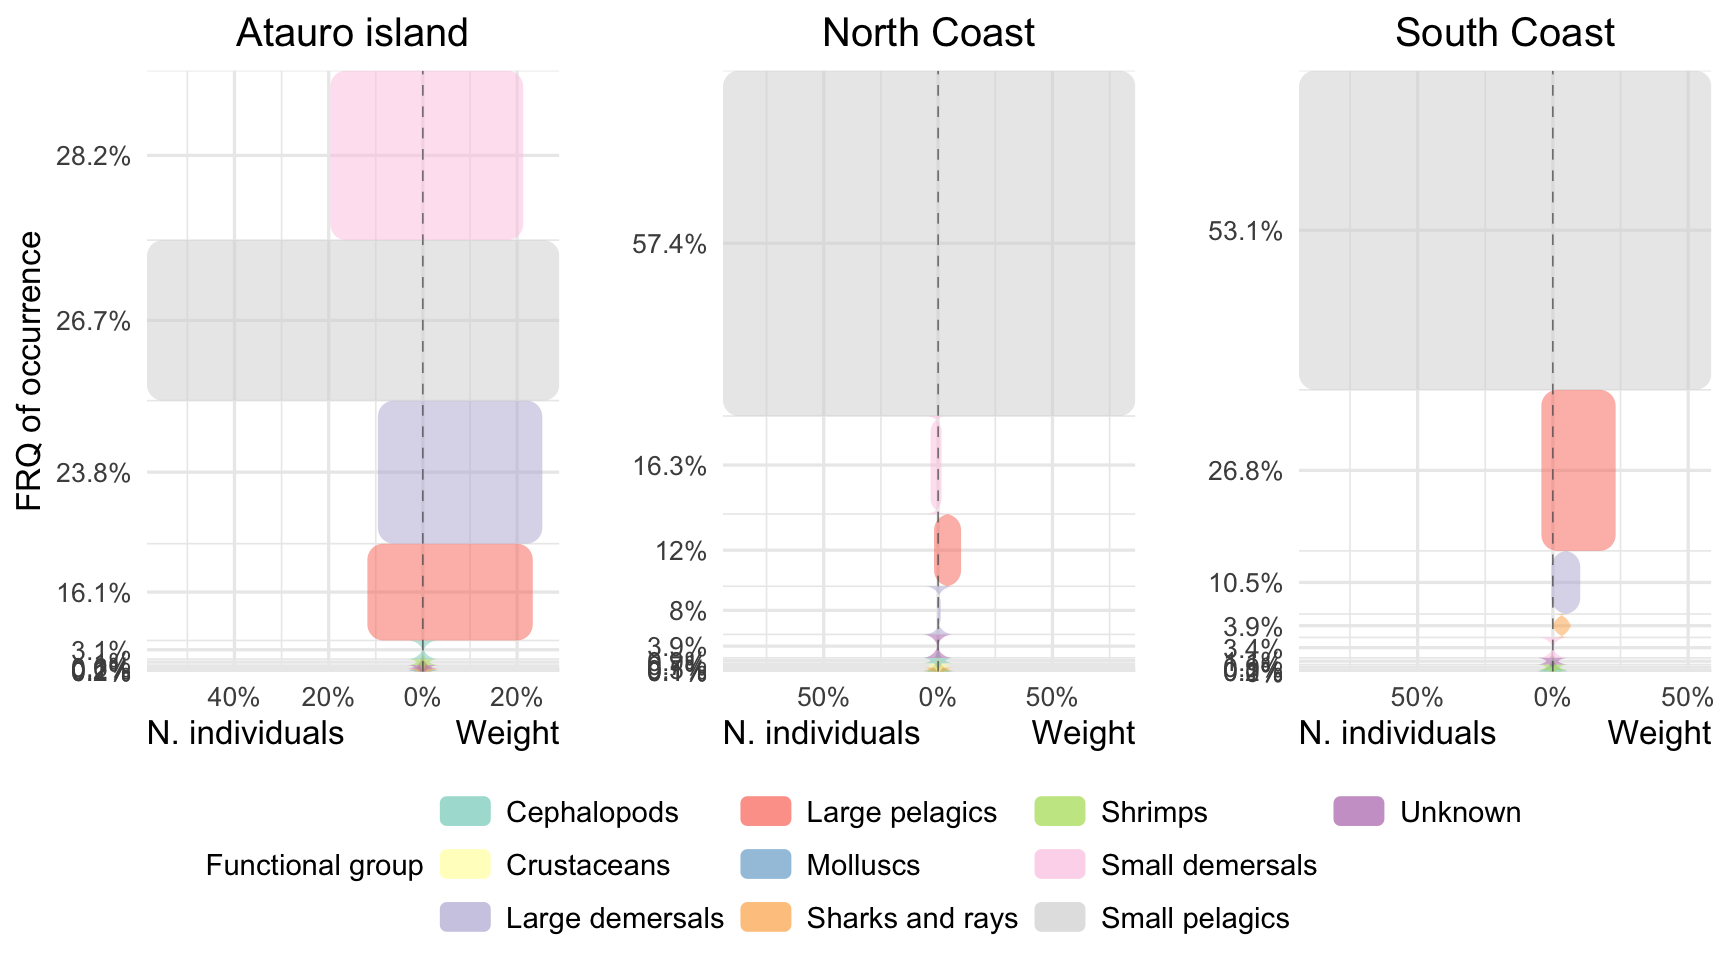 Atauro island
North Coast
South Coast
FRQ of occurrence
28.2%
26.7%
23.8%
16.1%
3.1%
57.4%
16.3%
12%
8%
3.9%
53.1%
26.8%
10.5%
3.9%
3.4%
40% 20% 0% 20%
N. individuals Weight
50% 0% 50%
N. individuals Weight
50% 0% 50%
N. individuals Weight
Functional group
Cephalopods
Crustaceans
Large demersals
Large pelagics
Molluscs
Sharks and rays
Shrimps
Small demersals
Small pelagics
Unknown